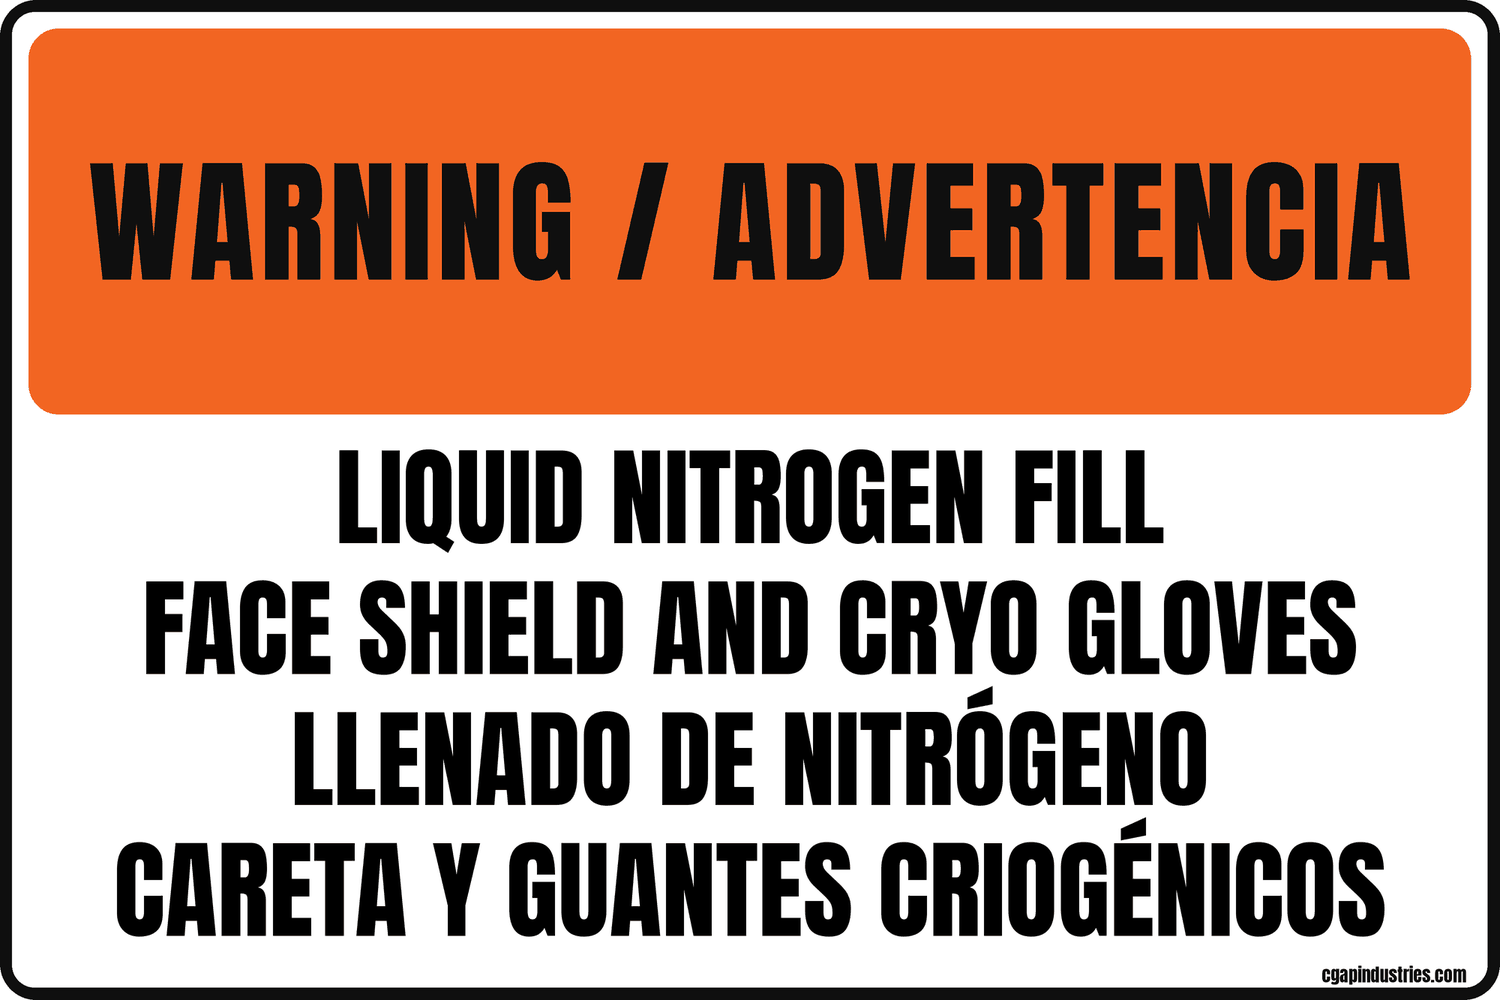 WARNING / ADVERTENCIA
LIQUID NITROGEN FILL
FACE SHIELD AND CRYO GLOVES
LLENADO DE NITRÓGENO
CARETA Y GUANTES CRIOGÉNICOS
cgapindustries.com